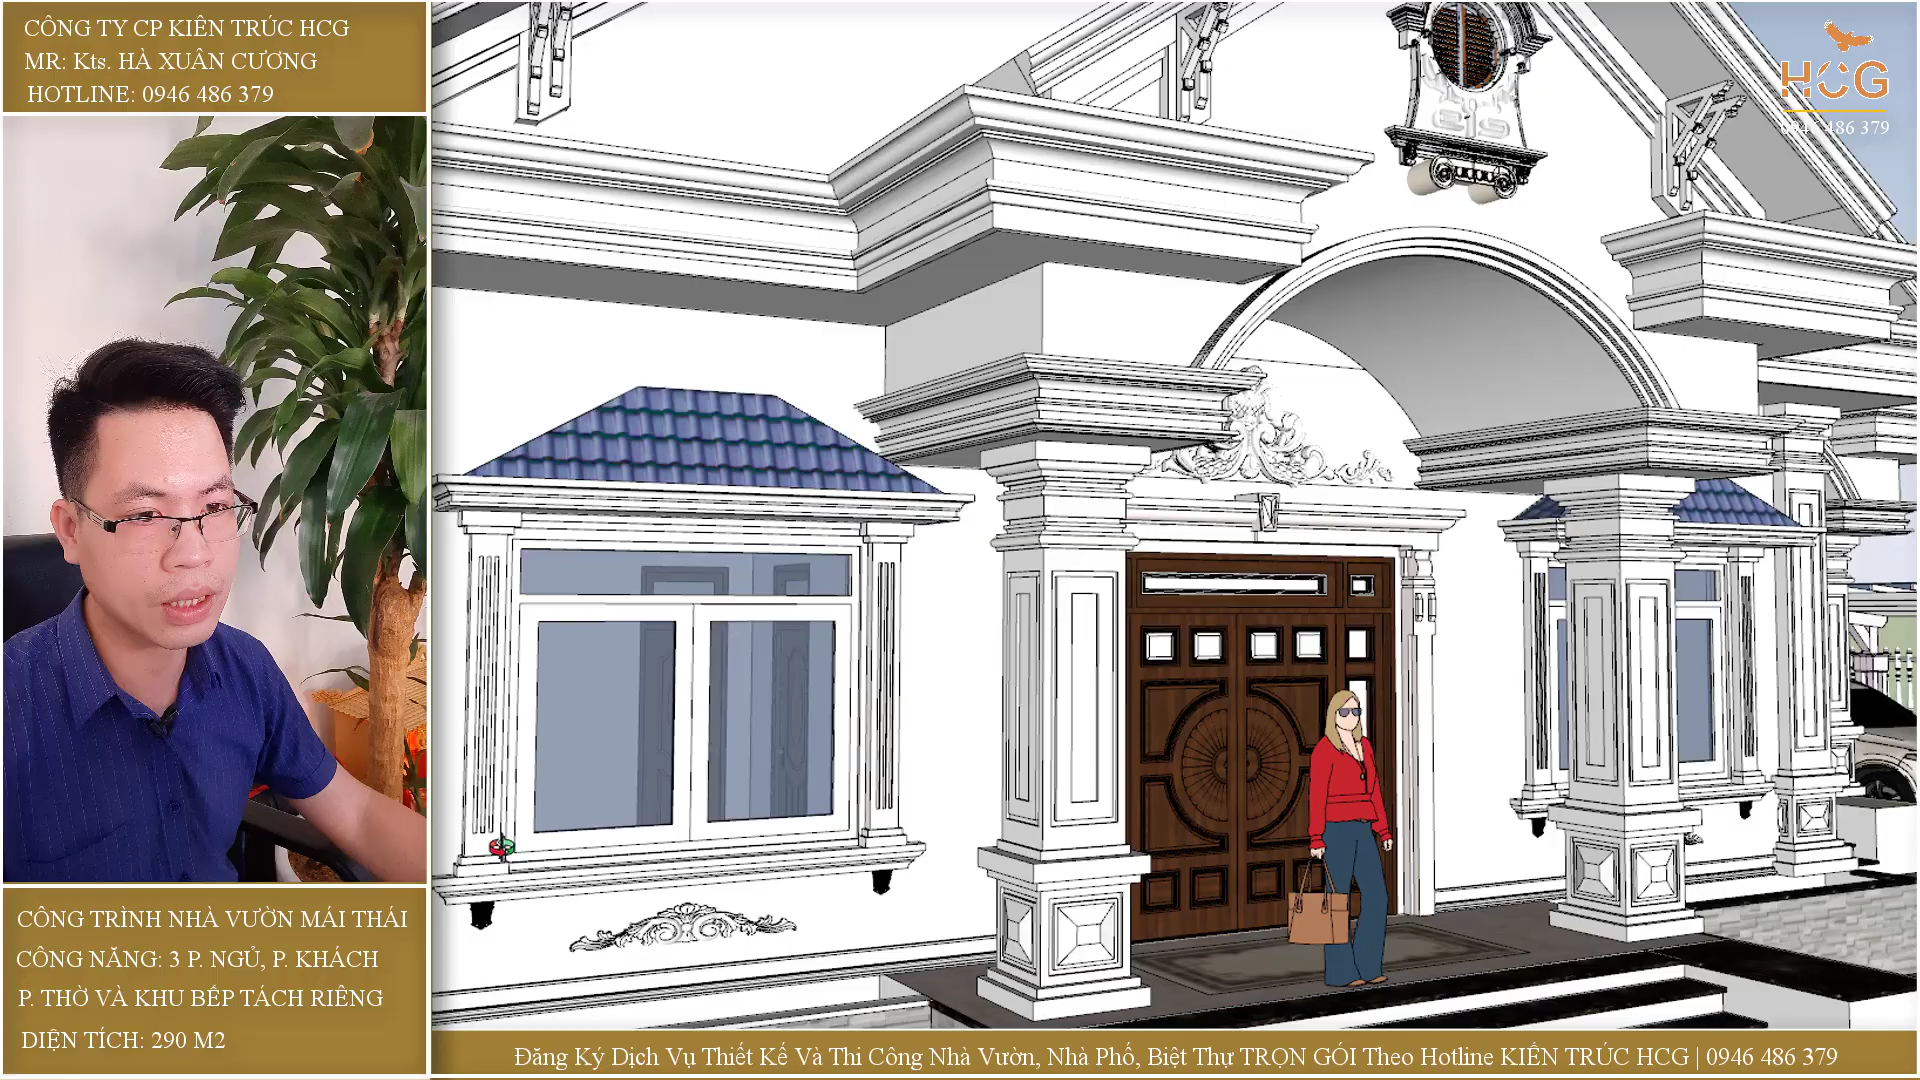 CÔNG TY CP KIẾN TRÚC HCG
MR: Kts. HÀ XUÂN CƯƠNG
HOTLINE: 0946 486 379
HCG
0946 486 379
CÔNG TRÌNH NHÀ VƯỜN MÁI THÁI
CÔNG NĂNG: 3 P. NGỦ, P. KHÁCH
P. THỜ VÀ KHU BẾP TÁCH RIÊNG
DIỆN TÍCH: 290 M2
Đăng Ký Dịch Vụ Thiết Kế Và Thi Công Nhà Vườn, Nhà Phố, Biệt Thự TRỌN GÓI Theo Hotline KIẾN TRÚC HCG | 0946 486 379